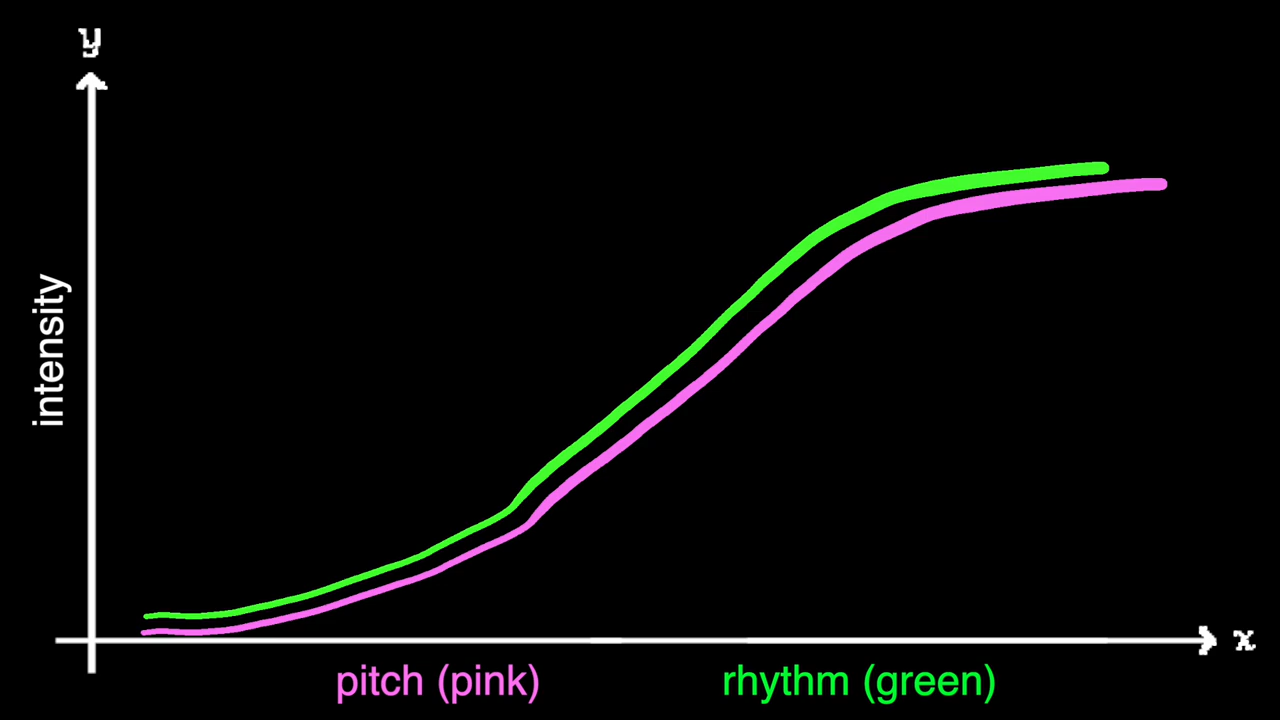 y
intensity
x
pitch (pink)
rhythm (green)